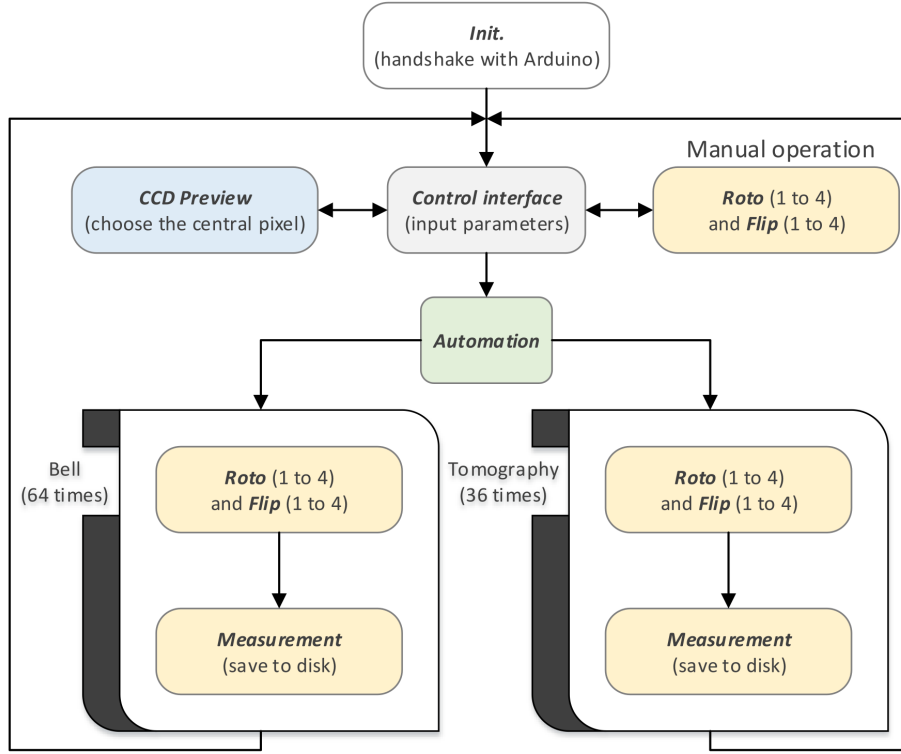 Init.
(handshake with Arduino)
Manual operation
CCD Preview
(choose the central pixel)
Control interface
(input parameters)
Roto (1 to 4)
and Flip (1 to 4)
Automation
Bell
(64 times)
Roto (1 to 4)
and Flip (1 to 4)
Measurement
(save to disk)
Tomography
(36 times)
Roto (1 to 4)
and Flip (1 to 4)
Measurement
(save to disk)